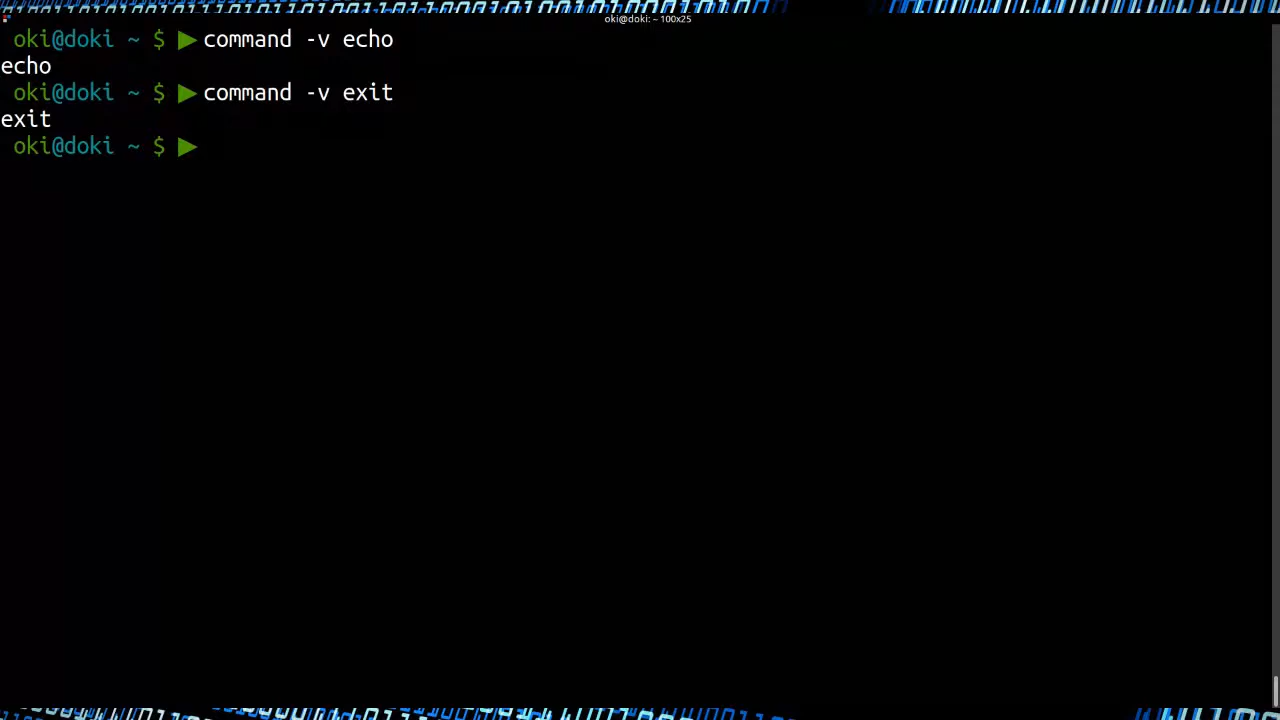 oki@doki: ~ 100x25
oki@doki ~ $ ▶ command -v echo
echo
oki@doki ~ $ ▶ command -v exit
exit
oki@doki ~ $ ▶